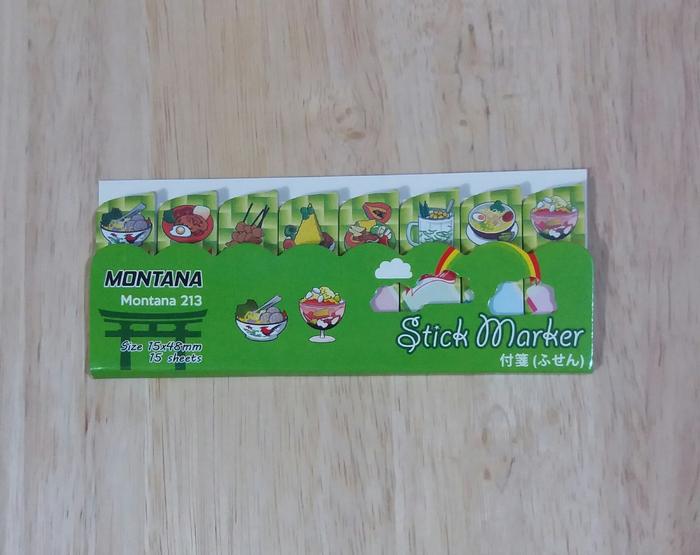 MONTANA
Montana 213
Size 15x48mm
15 sheets
Stick Marker
付箋 (ふせん)